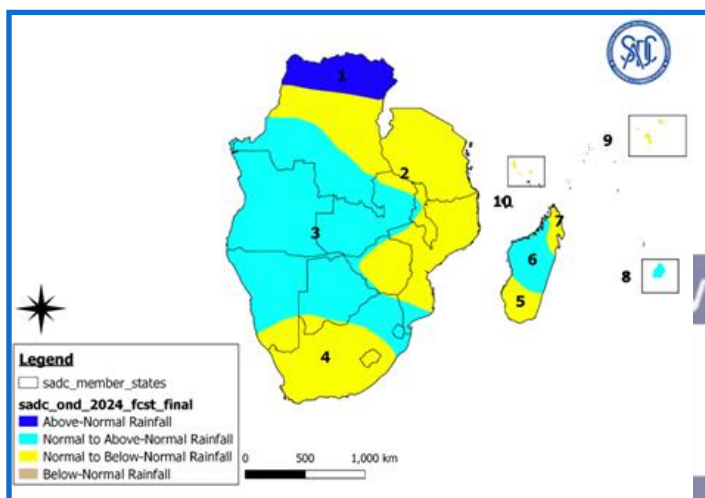 SADC
1
2
9
10
3
7
6
8
5
4
Legend
sadc_member_states
sadc_ond_2024_fcst_final
Above-Normal Rainfall
Normal to Above-Normal Rainfall
Normal to Below-Normal Rainfall
Below-Normal Rainfall
0 500 1,000 km